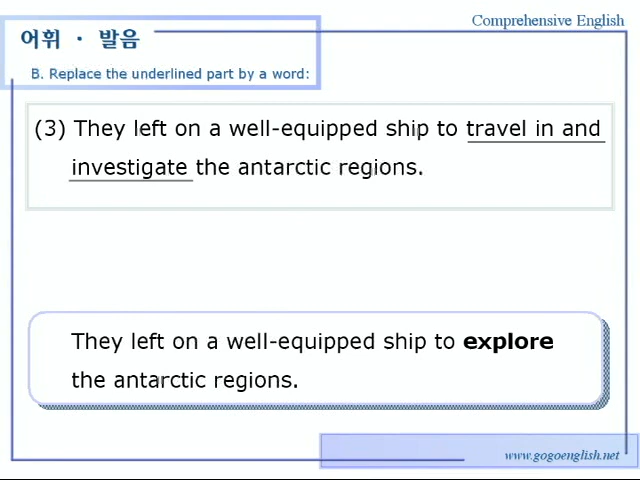 Comprehensive English
어휘 · 발음
B. Replace the underlined part by a word:
(3) They left on a well-equipped ship to travel in and
investigate the antarctic regions.
They left on a well-equipped ship to explore
the antarctic regions.
www.gogoenglish.net